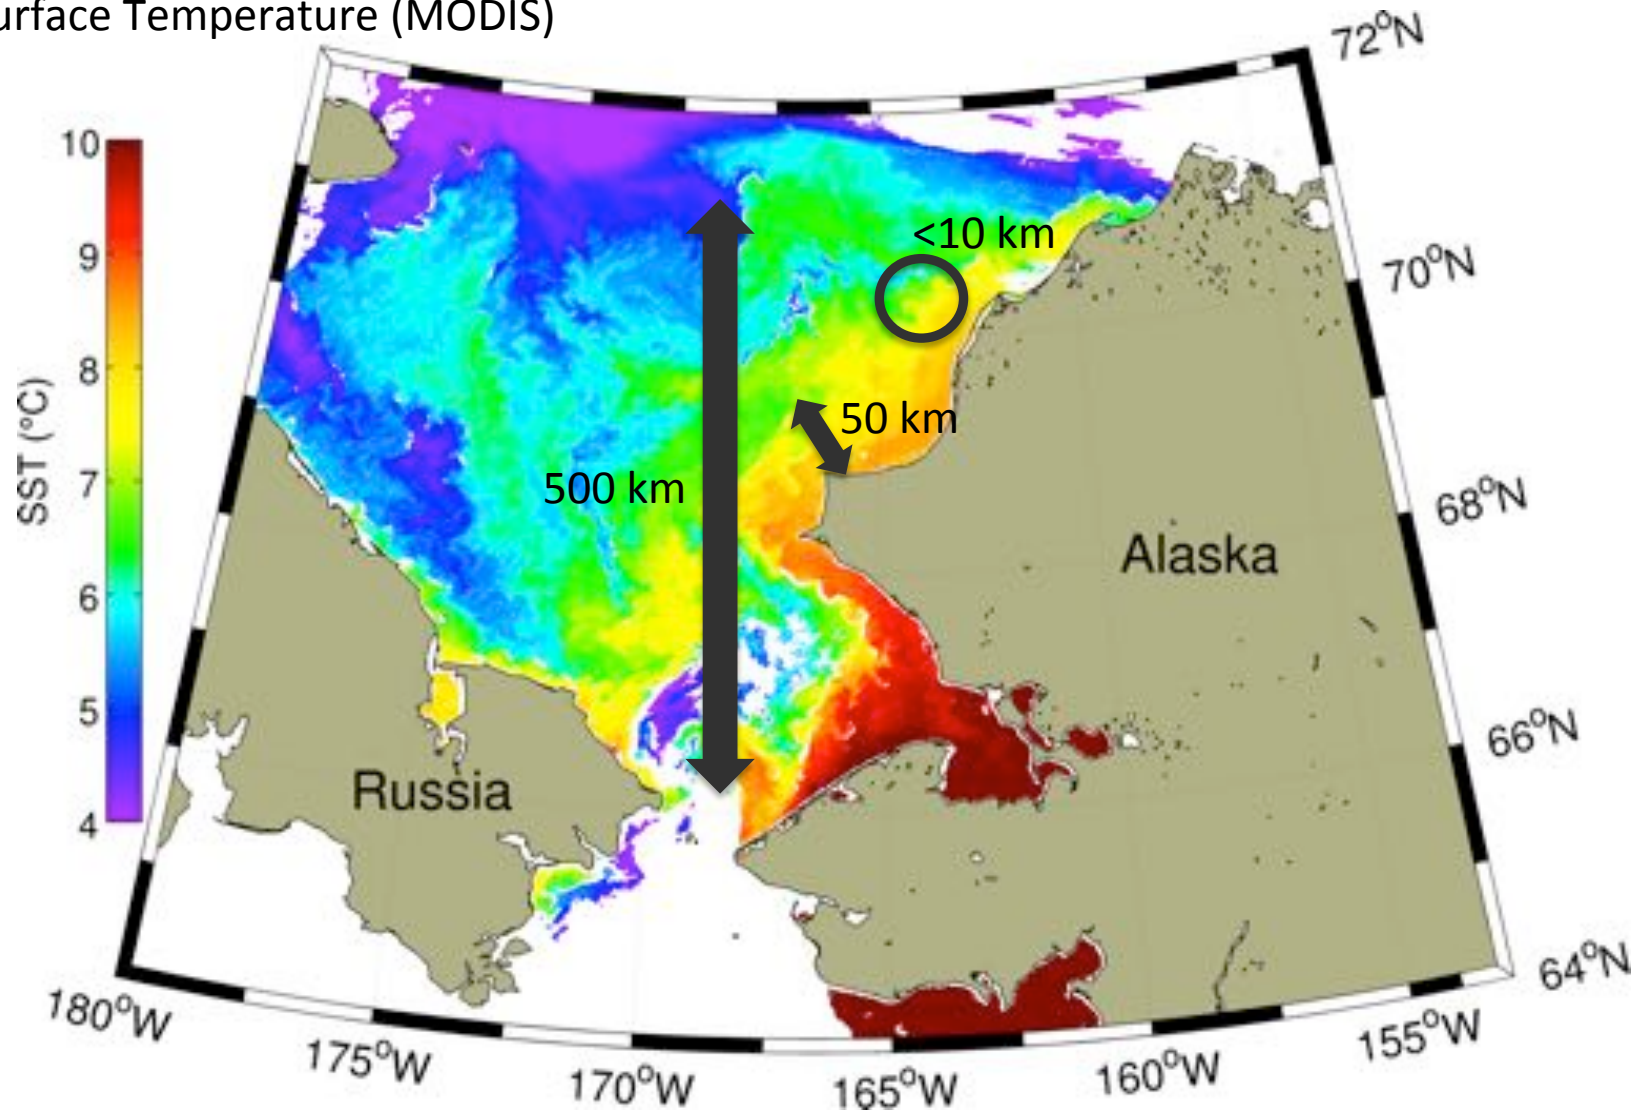 urface Temperature (MODIS)
72°N
10
9
8
7
6
5
4
SST (°C)
<10 km
70°N
50 km
500 km
68°N
Alaska
66°N
Russia
64°N
180°W
175°W
170°W
165°W
160°W
155°W